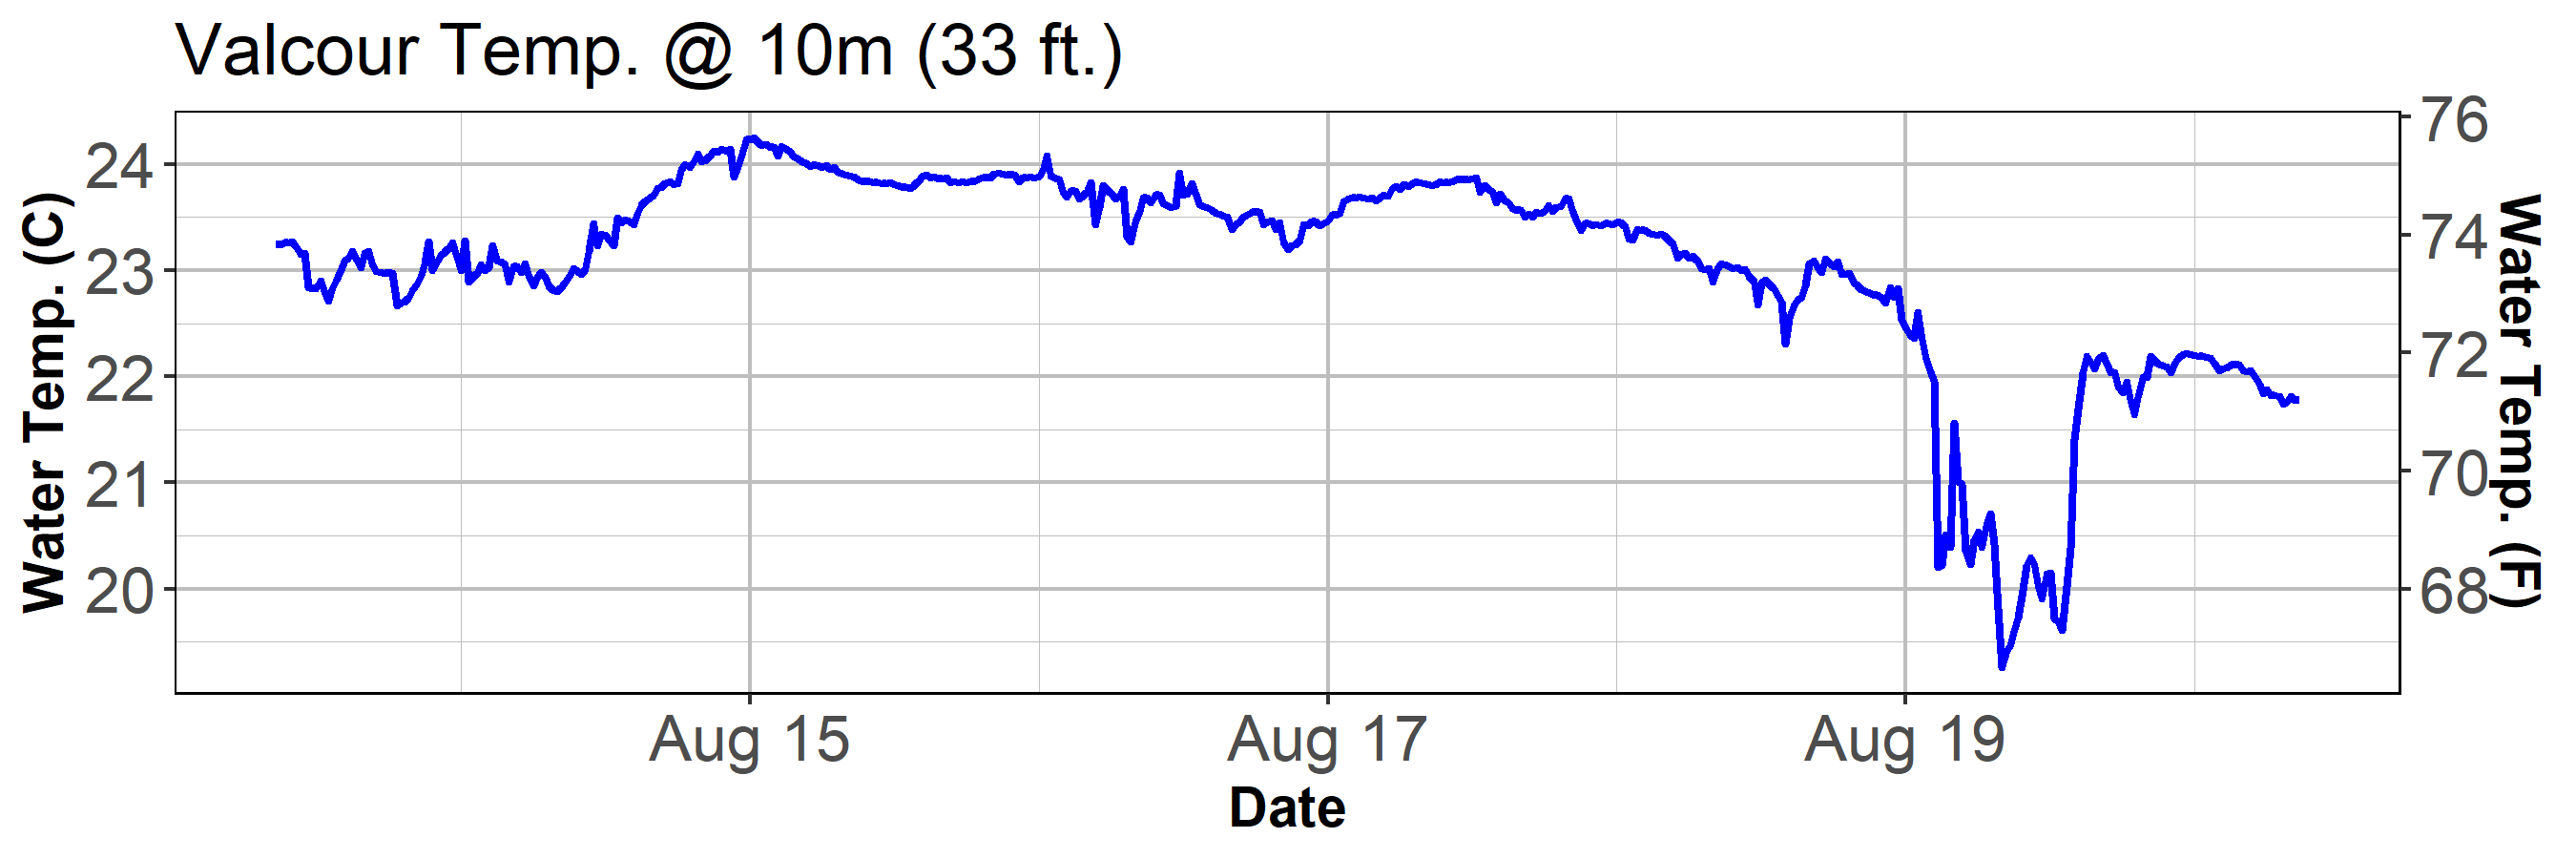 Valcour Temp. @ 10m (33 ft.)
Water Temp. (C)
24
23
22
21
20
76
74
72
70
68
Water Temp. (F)
Aug 15
Aug 17
Aug 19
Date